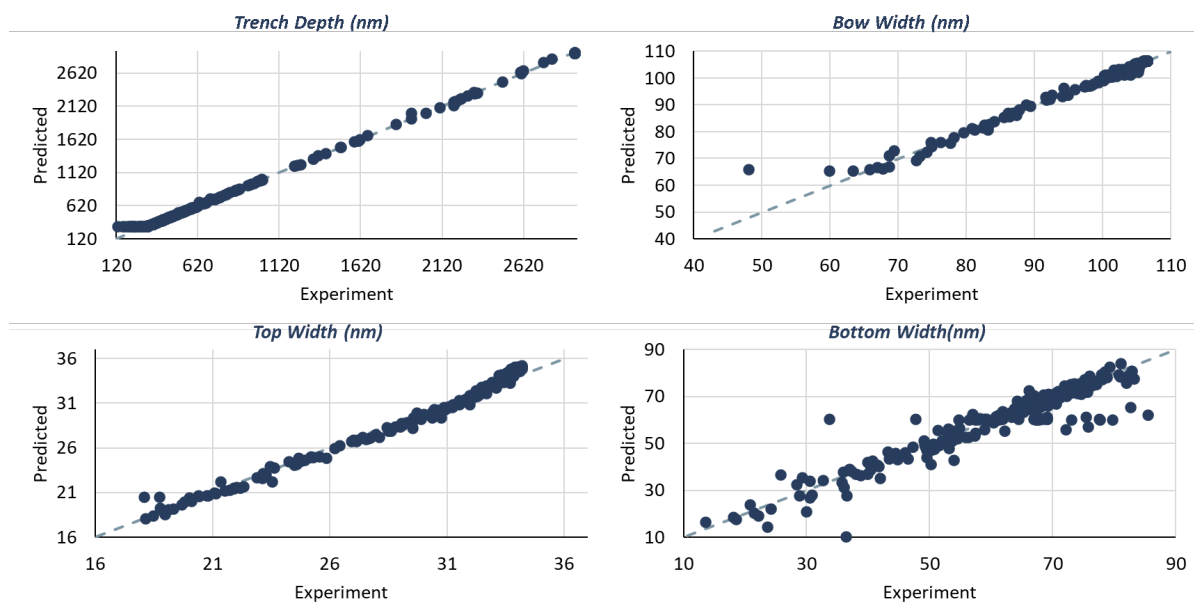 Trench Depth (nm)
2620
2120
1620
1120
620
120
Predicted
120 620 1120 1620 2120 2620
Experiment
Bow Width (nm)
110
100
90
80
70
60
50
40
Predicted
40 50 60 70 80 90 100 110
Experiment
Top Width (nm)
36
31
26
21
16
Predicted
16 21 26 31 36
Experiment
Bottom Width(nm)
90
70
50
30
10
Predicted
10 30 50 70 90
Experiment